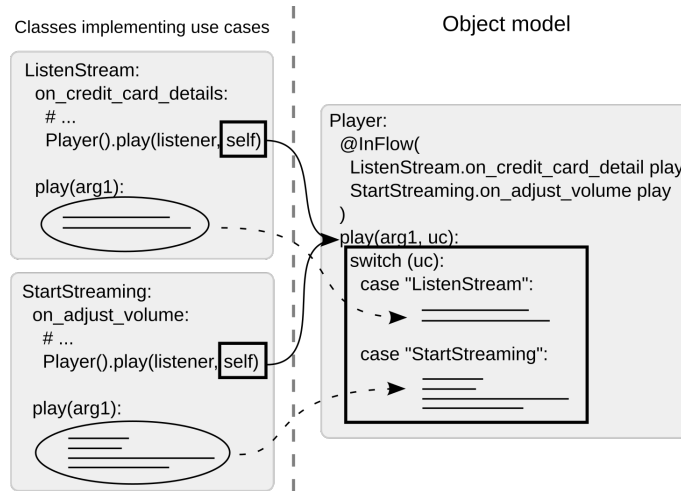 Classes implementing use cases
ListenStream:
on_credit_card_details:
# ...
Player().play(listener, self)
play(arg1):
StartStreaming:
on_adjust_volume:
# ...
Player().play(listener, self)
play(arg1):
Object model
Player:
@InFlow(
ListenStream.on_credit_card_detail play
StartStreaming.on_adjust_volume play
)
play(arg1, uc):
switch (uc):
case "ListenStream":
case "StartStreaming":